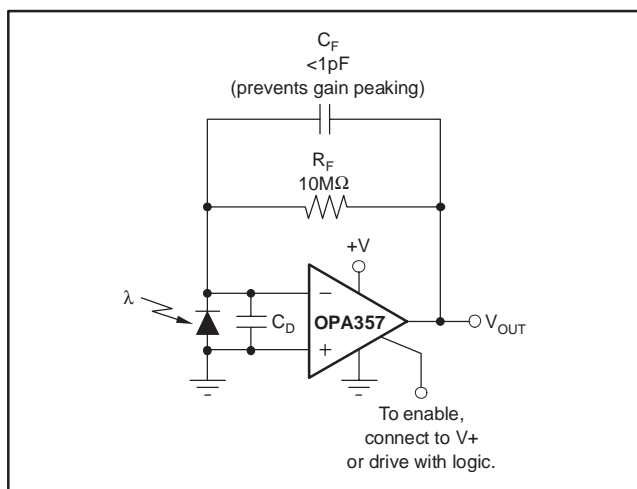 C_F
<1pF
(prevents gain peaking)
R_F
10MΩ
+V
λ
−
C_D
OPA357
+
V_OUT
To enable,
connect to V+
or drive with logic.